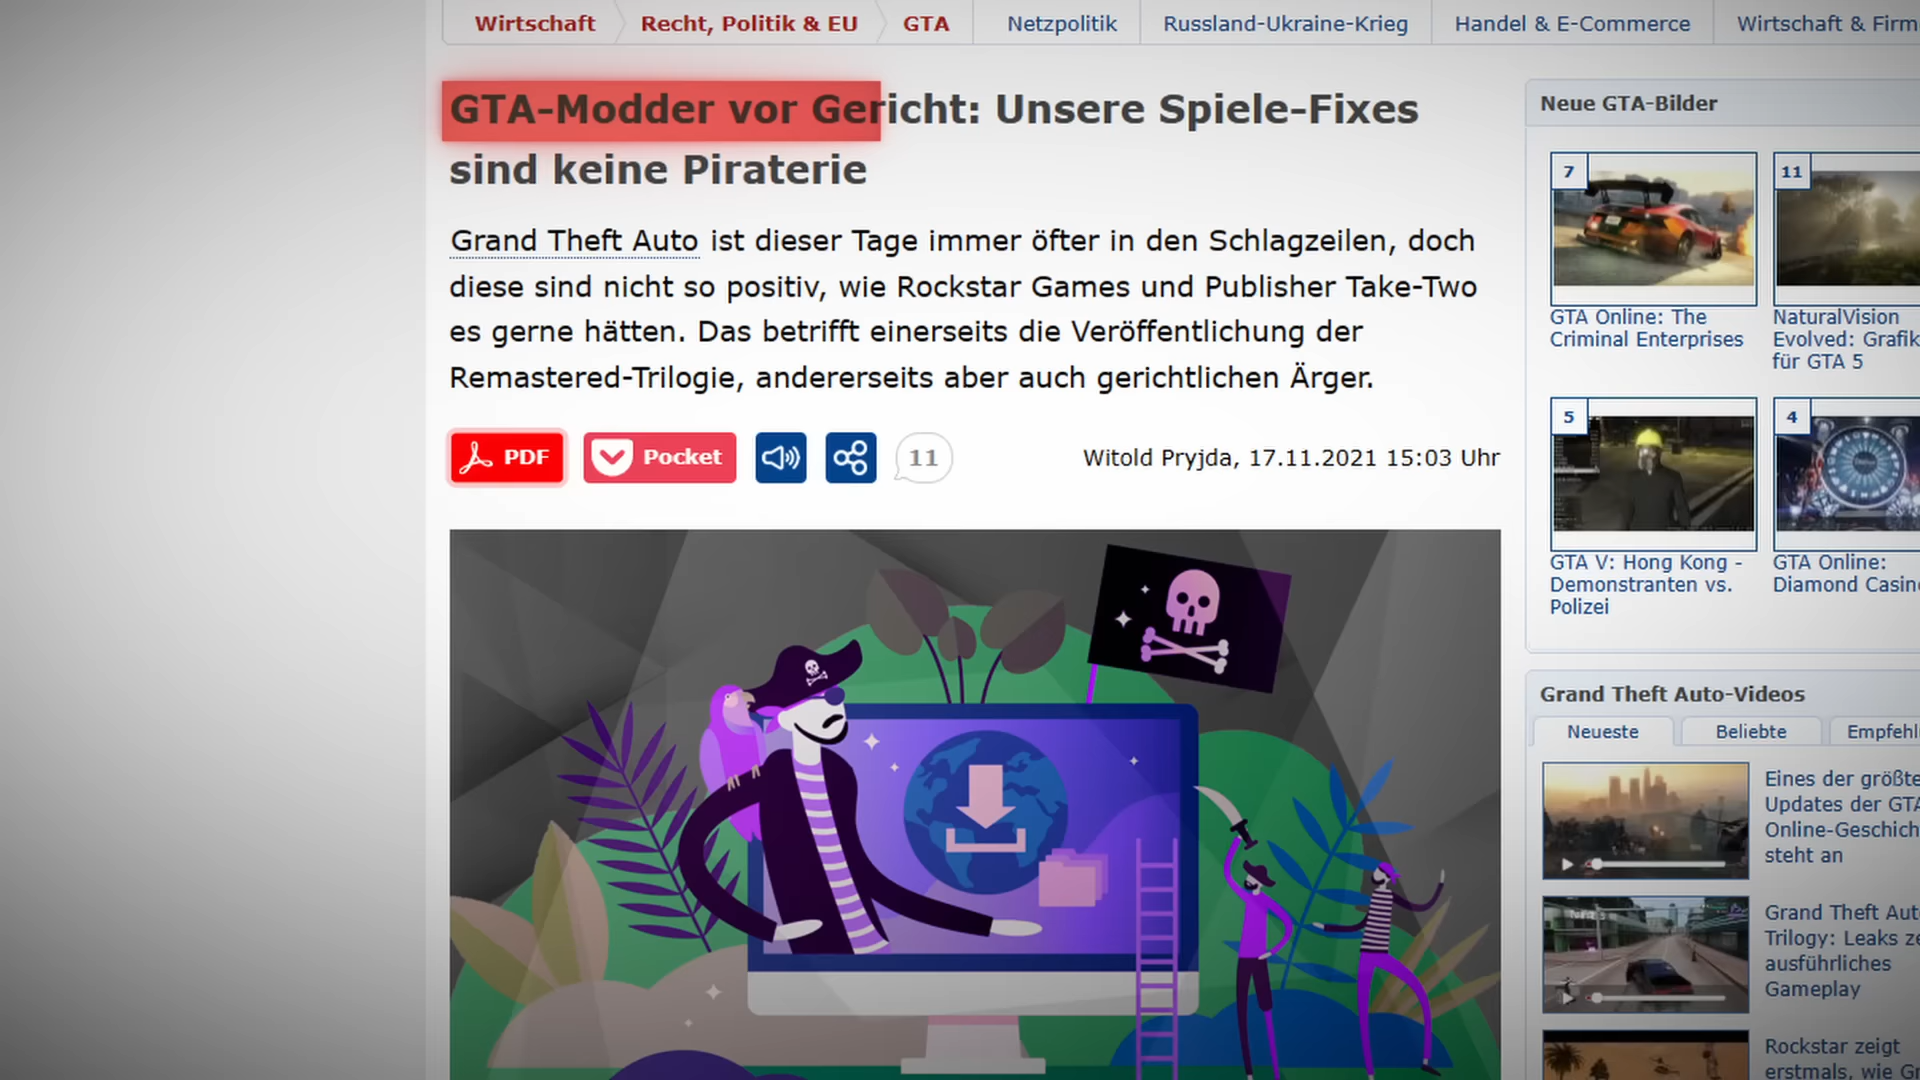 Wirtschaft Recht, Politik & EU GTA Netzpolitik Russland-Ukraine-Krieg Handel & E-Commerce Wirtschaft & Firm
GTA-Modder vor Gericht: Unsere Spiele-Fixes
sind keine Piraterie
Grand Theft Auto ist dieser Tage immer öfter in den Schlagzeilen, doch
diese sind nicht so positiv, wie Rockstar Games und Publisher Take-Two
es gerne hätten. Das betrifft einerseits die Veröffentlichung der
Remastered-Trilogie, andererseits aber auch gerichtlichen Ärger.
PDF Pocket 11 Witold Pryjda, 17.11.2021 15:03 Uhr
Neue GTA-Bilder
7 11
GTA Online: The
Criminal Enterprises
NaturalVision
Evolved: Grafik
für GTA 5
5 4
GTA V: Hong Kong -
Demonstranten vs.
Polizei
GTA Online:
Diamond Casino
Grand Theft Auto-Videos
Neueste Beliebte Empfehl
Eines der größte
Updates der GTA
Online-Geschich
steht an
Grand Theft Aut
Trilogy: Leaks ze
ausführliches
Gameplay
Rockstar zeigt
erstmals, wie Gr